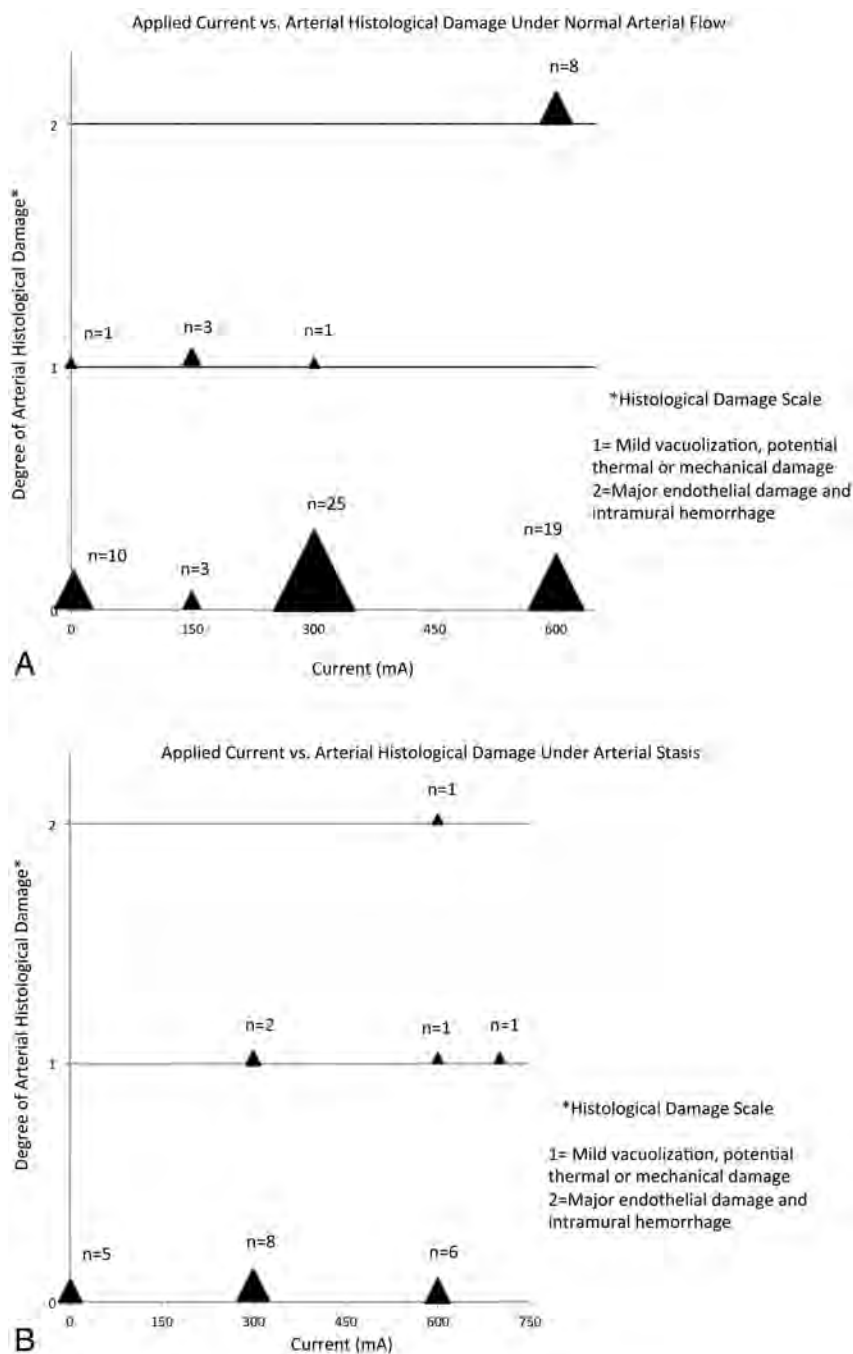 Applied Current vs. Arterial Histological Damage Under Normal Arterial Flow
n=8
2
Degree of Arterial Histological Damage*
n=1
n=3
n=1
1
*Histological Damage Scale
1= Mild vacuolization, potential
thermal or mechanical damage
2=Major endothelial damage and
intramural hemorrhage
n=25
n=19
n=10
n=3
0
0
150
300
450
600
A
Current (mA)
Applied Current vs. Arterial Histological Damage Under Arterial Stasis
n=1
2
Degree of Arterial Histological Damage*
n=2
n=1
n=1
1
*Histological Damage Scale
1= Mild vacuolization, potential
thermal or mechanical damage
2=Major endothelial damage and
intramural hemorrhage
n=5
n=8
n=6
0
0
150
300
450
600
750
B
Current (mA)